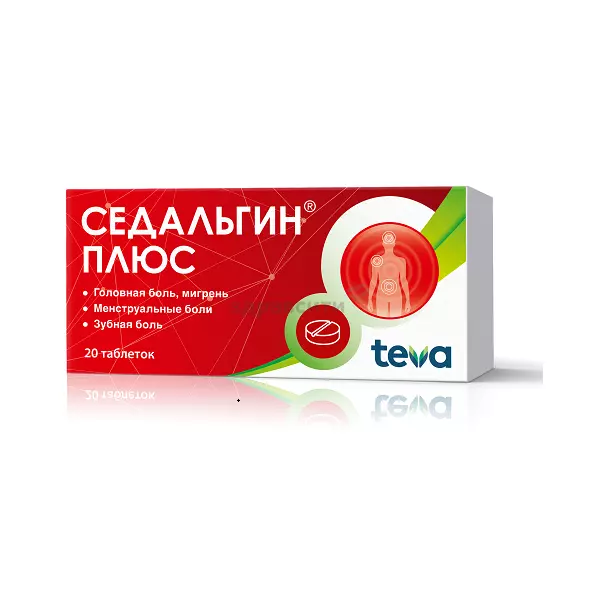 СЕДАЛЬГИН®
ПЛЮС
• Головная боль, мигрень
• Менструальные боли
• Зубная боль
20 таблеток
teva